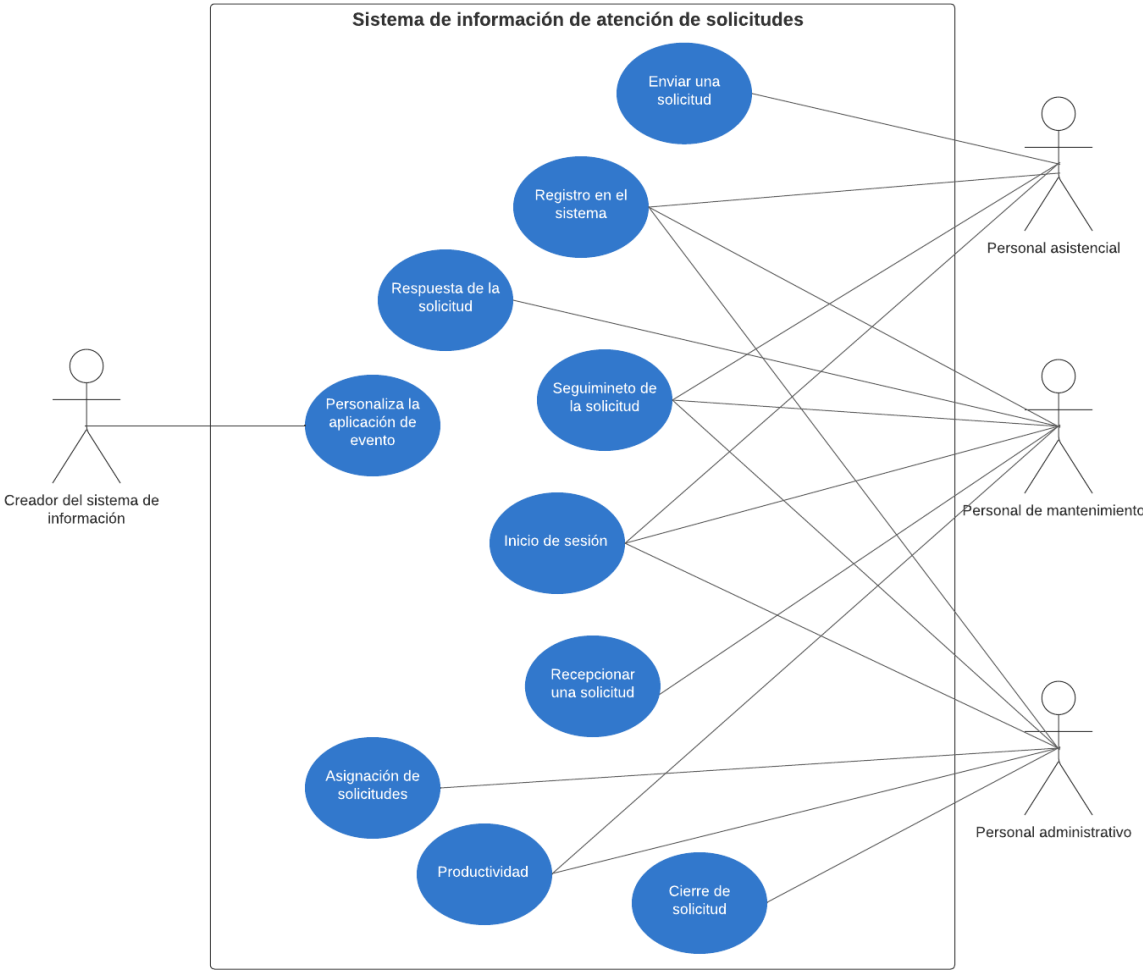 Sistema de información de atención de solicitudes
Enviar una
solicitud
Registro en el
sistema
Personal asistencial
Respuesta de la
solicitud
Seguimineto de
la solicitud
Personaliza la
aplicación de
evento
Creador del sistema de
información
Personal de mantenimiento
Inicio de sesión
Recepcionar
una solicitud
Asignación de
solicitudes
Personal administrativo
Productividad
Cierre de
solicitud